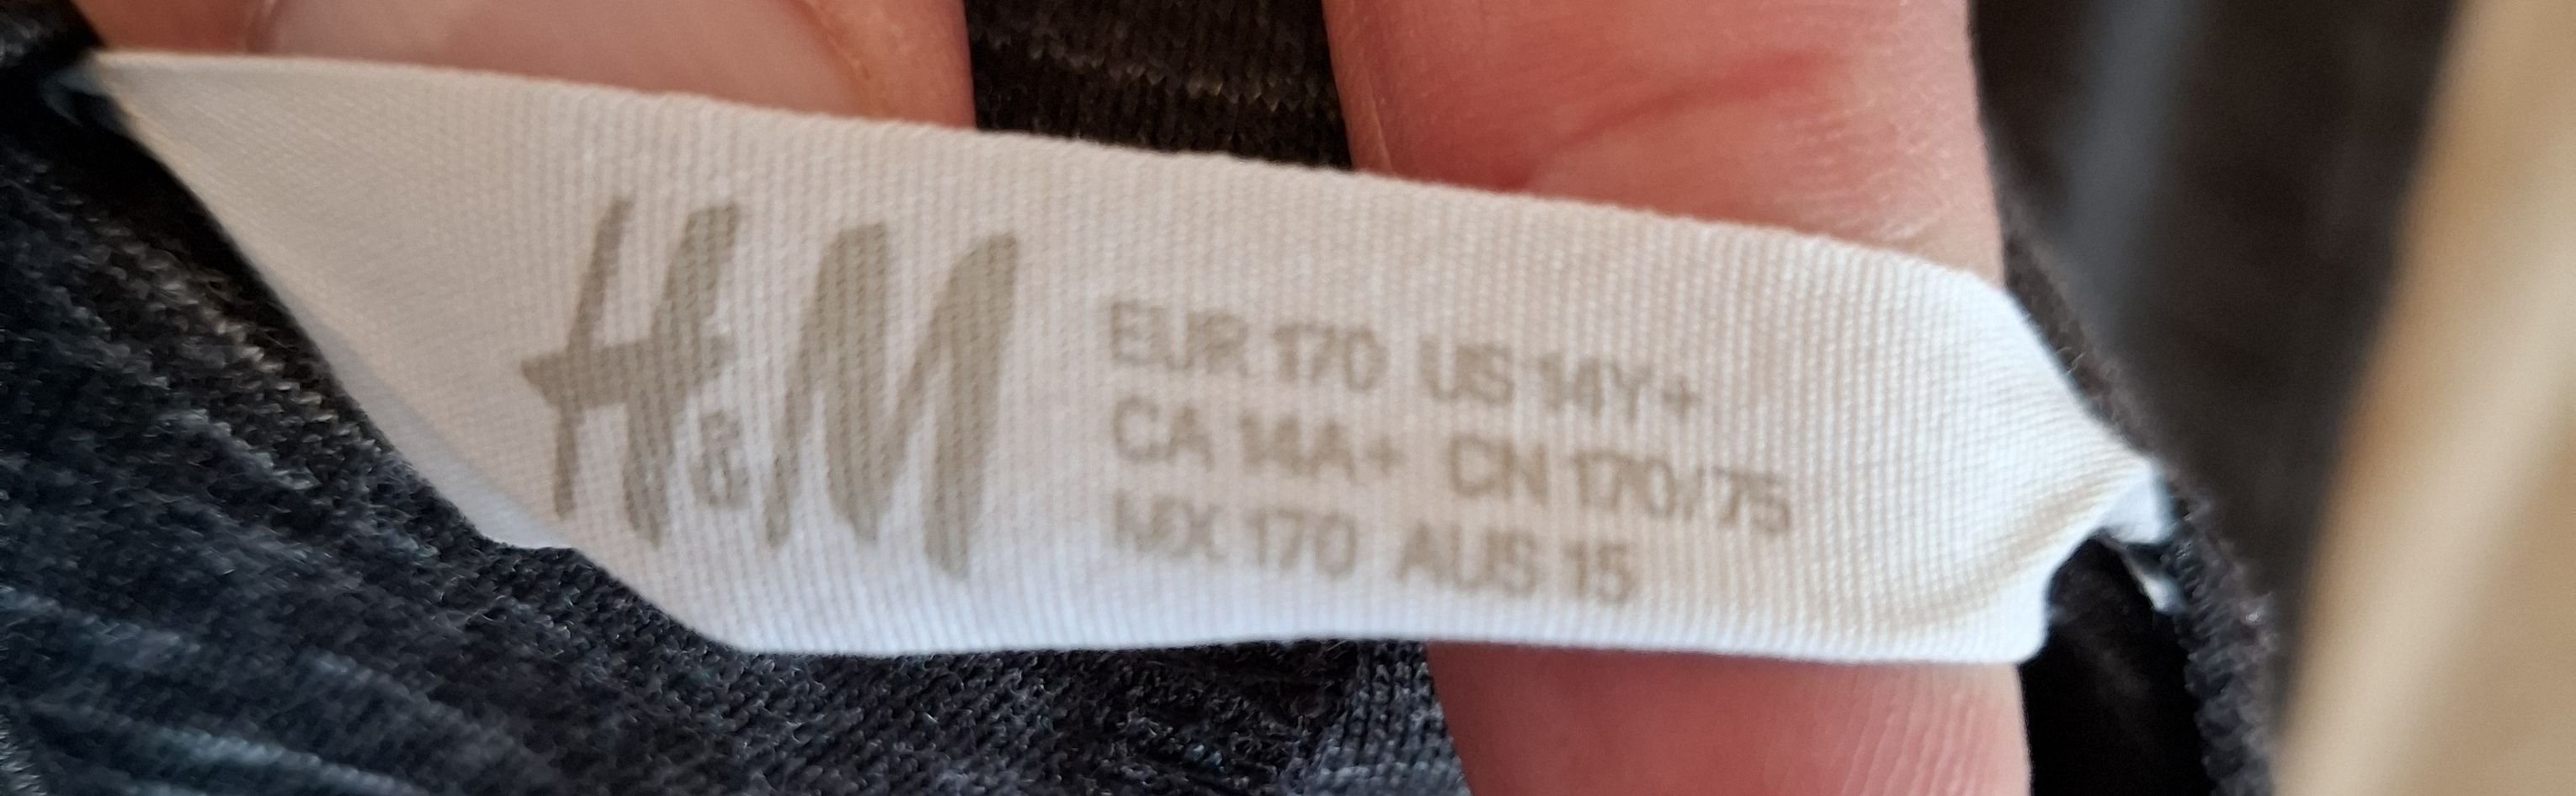 H&M
EUR 170 US 14Y+
CA 14A+ CN 170/75
MX 170 AUS 15